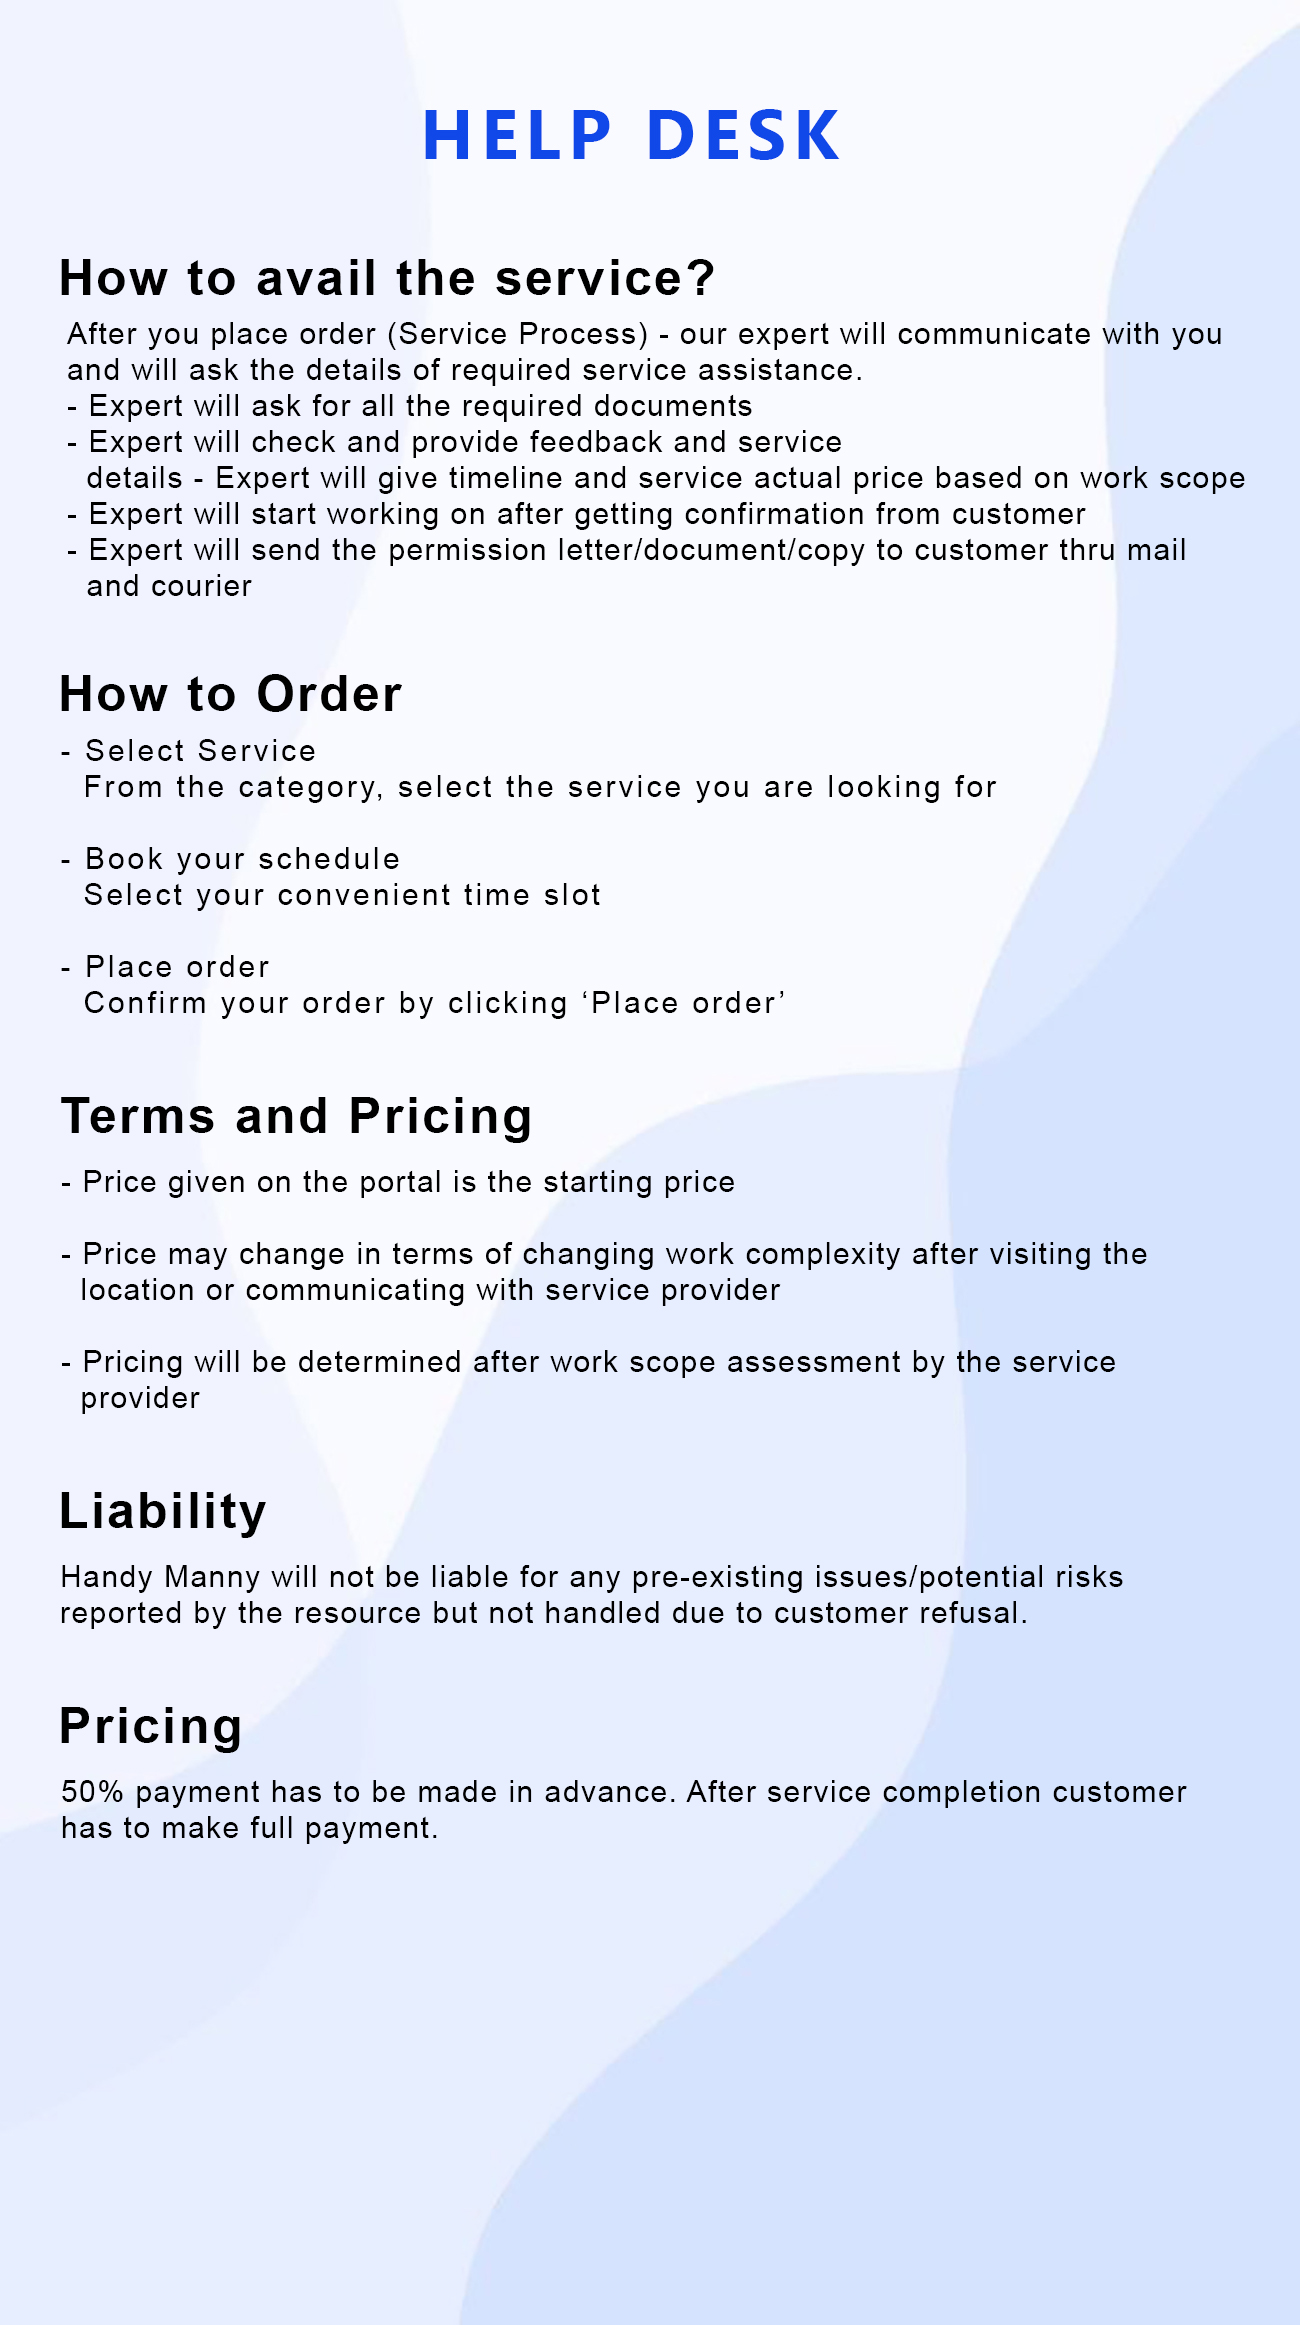 HELP DESK
How to avail the service?
After you place order (Service Process) - our expert will communicate with you
and will ask the details of required service assistance.
- Expert will ask for all the required documents
- Expert will check and provide feedback and service
details - Expert will give timeline and service actual price based on work scope
- Expert will start working on after getting confirmation from customer
- Expert will send the permission letter/document/copy to customer thru mail
and courier
How to Order
- Select Service
From the category, select the service you are looking for
- Book your schedule
Select your convenient time slot
- Place order
Confirm your order by clicking ‘Place order’
Terms and Pricing
- Price given on the portal is the starting price
- Price may change in terms of changing work complexity after visiting the
location or communicating with service provider
- Pricing will be determined after work scope assessment by the service
provider
Liability
Handy Manny will not be liable for any pre-existing issues/potential risks
reported by the resource but not handled due to customer refusal.
Pricing
50% payment has to be made in advance. After service completion customer
has to make full payment.